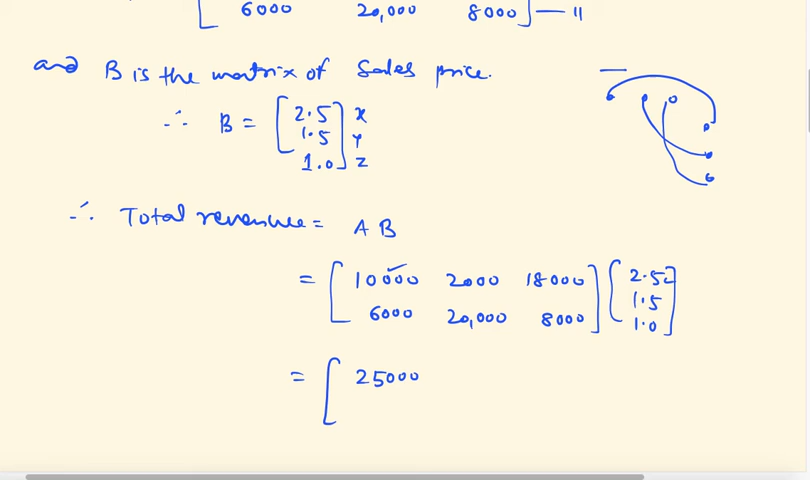 [ 6000 20,000 8000 ] — 11
and B is the matrix of Sales price.
∴ B = [ 2.5 ] X
[ 1.5 ] Y
[ 1.0 ] Z
∴ Total revenue = AB
= [ 10000 2000 18000 ] [ 2.5 ]
[ 6000 20,000 8000 ] [ 1.5 ]
[ 1.0 ]
= [ 25000